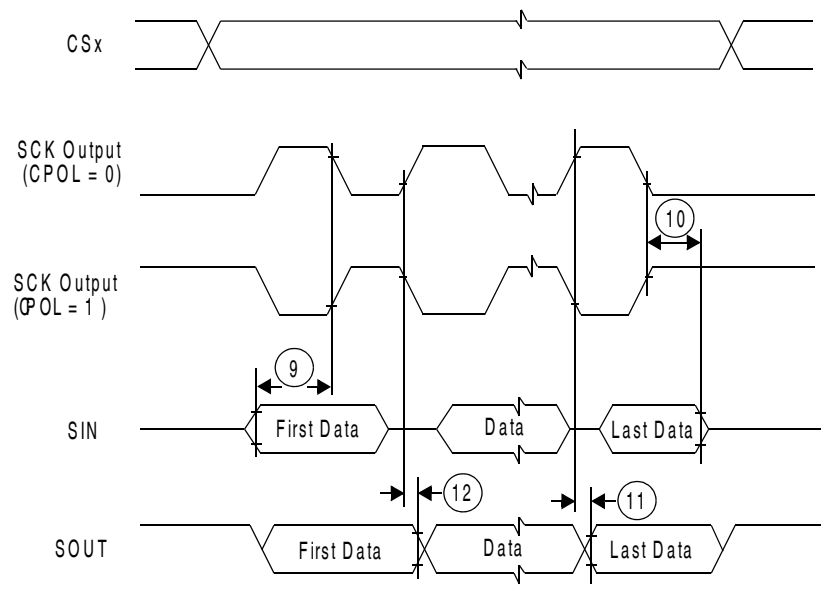 CSx
SCK Output
(CPOL = 0)
10
SCK Output
(CPOL = 1 )
9
SIN
First Data
Data
Last Data
12
11
SOUT
First Data
Data
Last Data